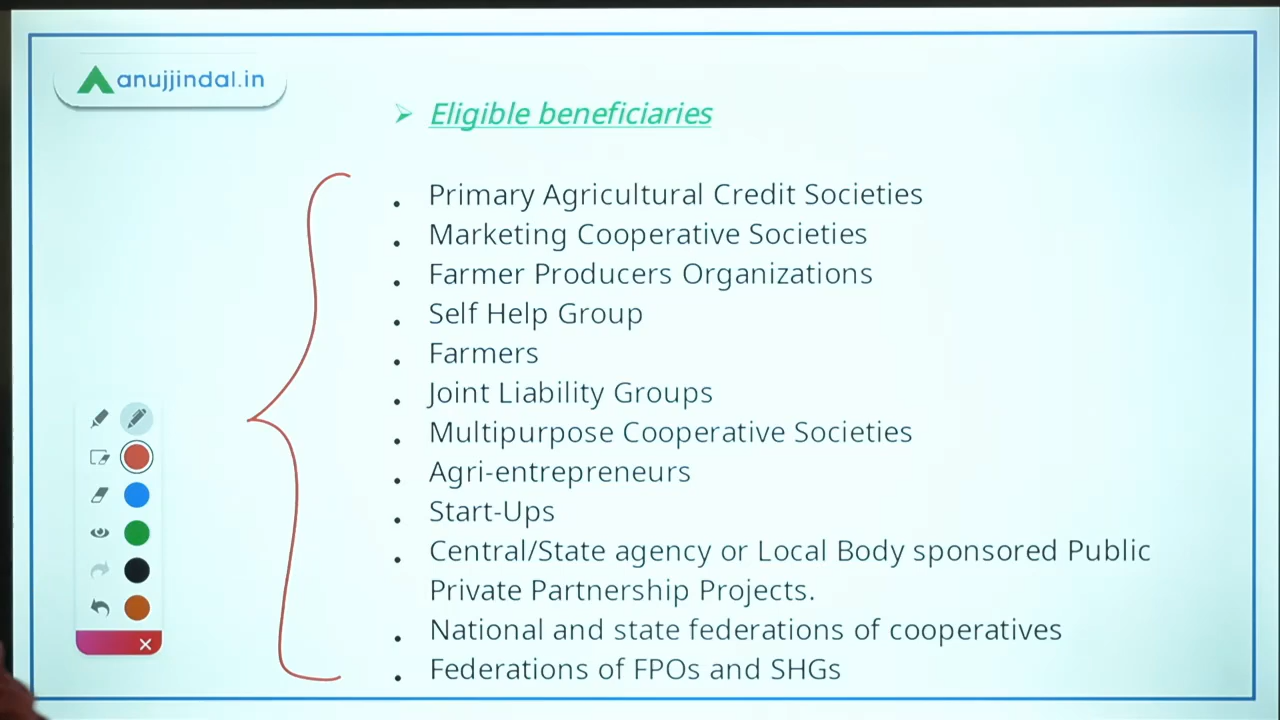 anujjindal.in
➢ Eligible beneficiaries
. Primary Agricultural Credit Societies
. Marketing Cooperative Societies
. Farmer Producers Organizations
. Self Help Group
. Farmers
. Joint Liability Groups
. Multipurpose Cooperative Societies
. Agri-entrepreneurs
. Start-Ups
. Central/State agency or Local Body sponsored Public
Private Partnership Projects.
. National and state federations of cooperatives
. Federations of FPOs and SHGs